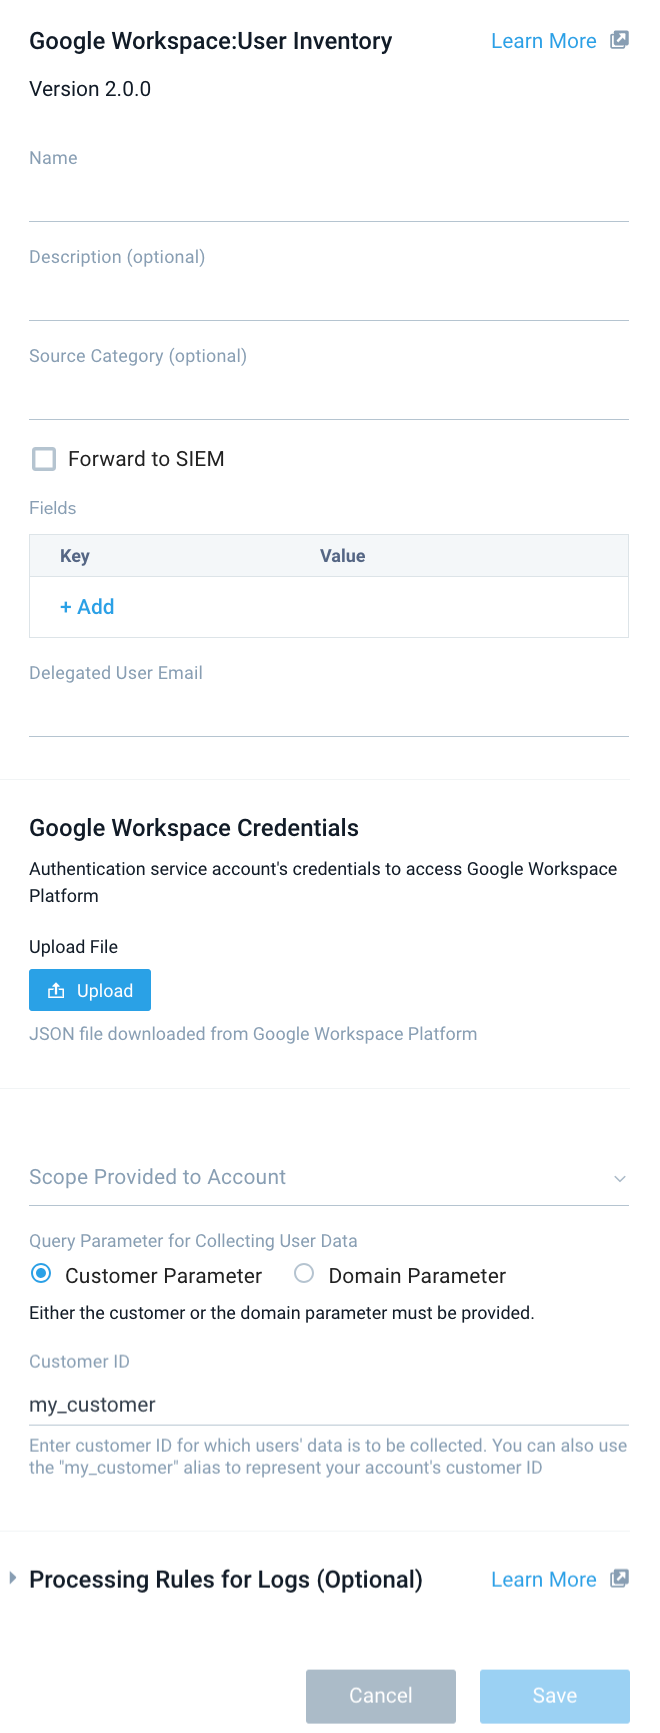 Google Workspace:User Inventory Learn More
Version 2.0.0
Name
Description (optional)
Source Category (optional)
Forward to SIEM
Fields
Key Value
+ Add
Delegated User Email
Google Workspace Credentials
Authentication service account's credentials to access Google Workspace
Platform
Upload File
Upload
JSON file downloaded from Google Workspace Platform
Scope Provided to Account
Query Parameter for Collecting User Data
Customer Parameter Domain Parameter
Either the customer or the domain parameter must be provided.
Customer ID
my_customer
Enter customer ID for which users' data is to be collected. You can also use
the "my_customer" alias to represent your account's customer ID
Processing Rules for Logs (Optional) Learn More
Cancel Save